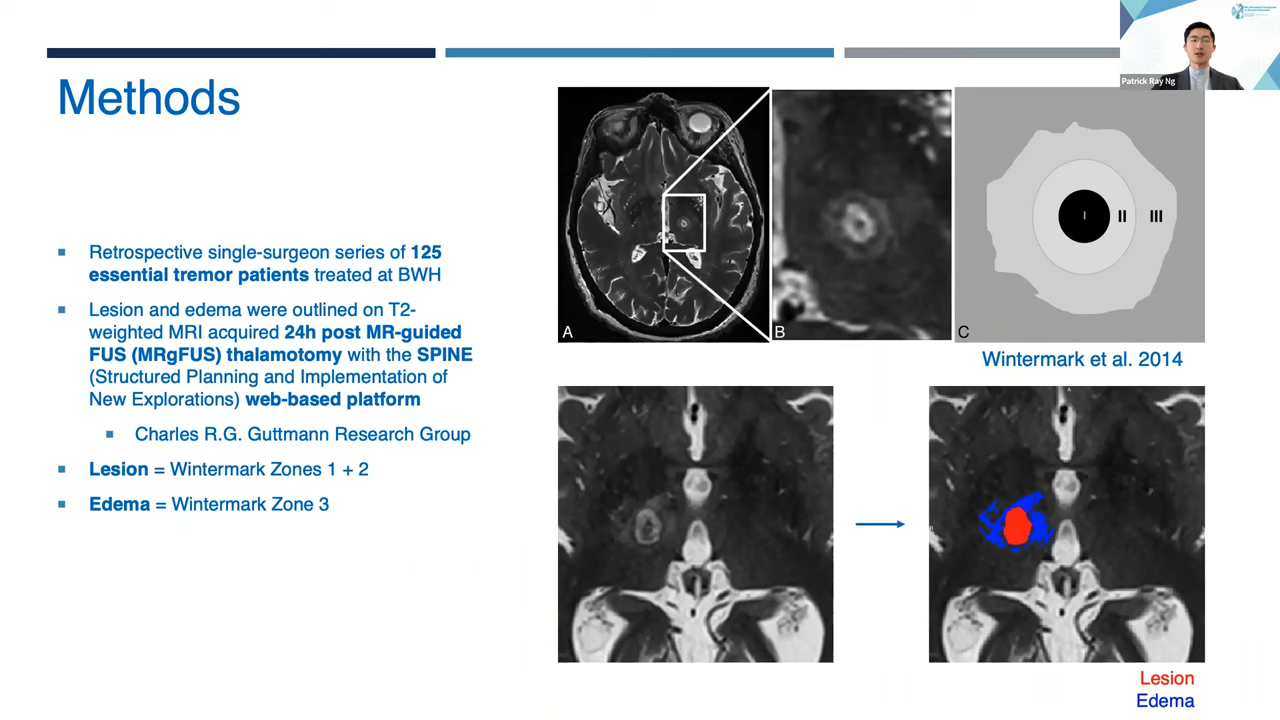 Patrick Ray Ng
Methods
▪ Retrospective single-surgeon series of 125
essential tremor patients treated at BWH
▪ Lesion and edema were outlined on T2-
weighted MRI acquired 24h post MR-guided
FUS (MRgFUS) thalamotomy with the SPINE
(Structured Planning and Implementation of
New Explorations) web-based platform
▪ Charles R.G. Guttmann Research Group
▪ Lesion = Wintermark Zones 1 + 2
▪ Edema = Wintermark Zone 3
A
B
C
I
II
III
Wintermark et al. 2014
Lesion
Edema